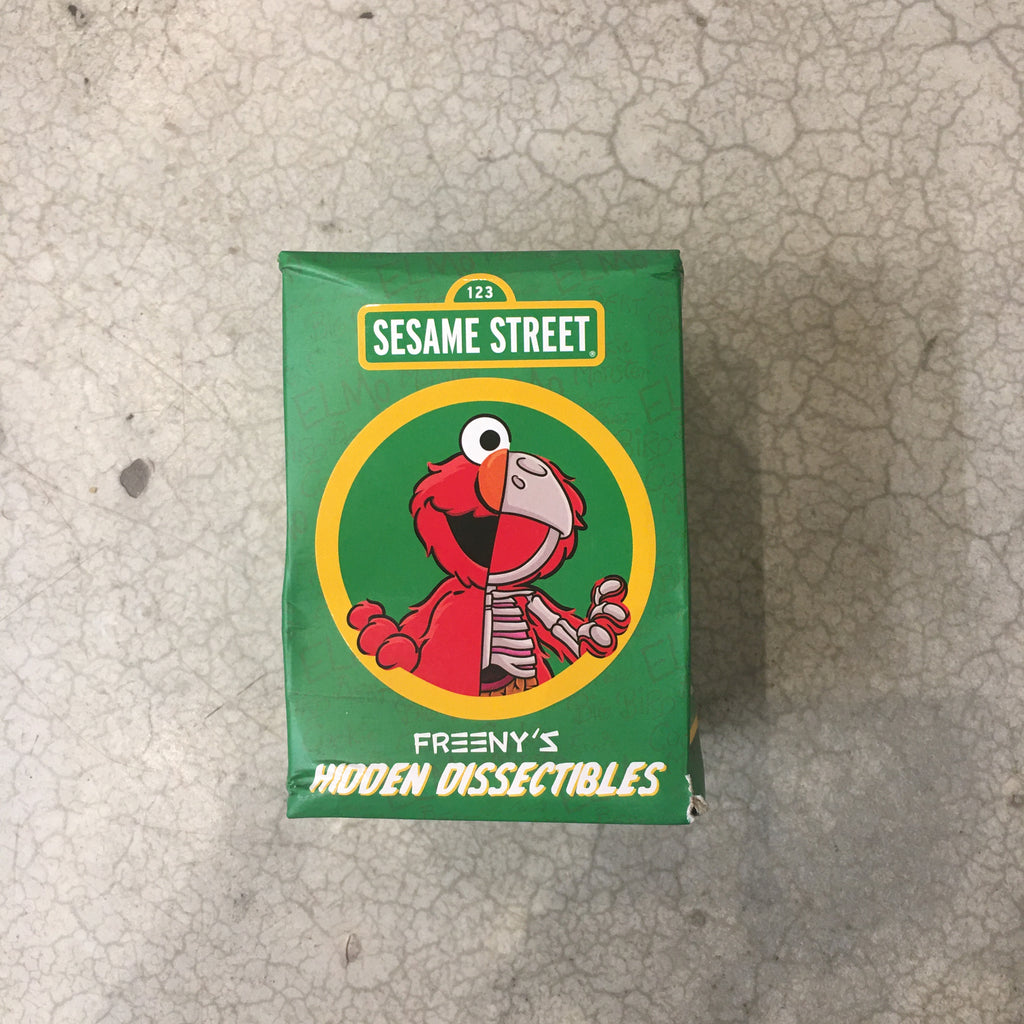 123
SESAME STREET®
FREENY'S
HIDDEN DISSECTIBLES